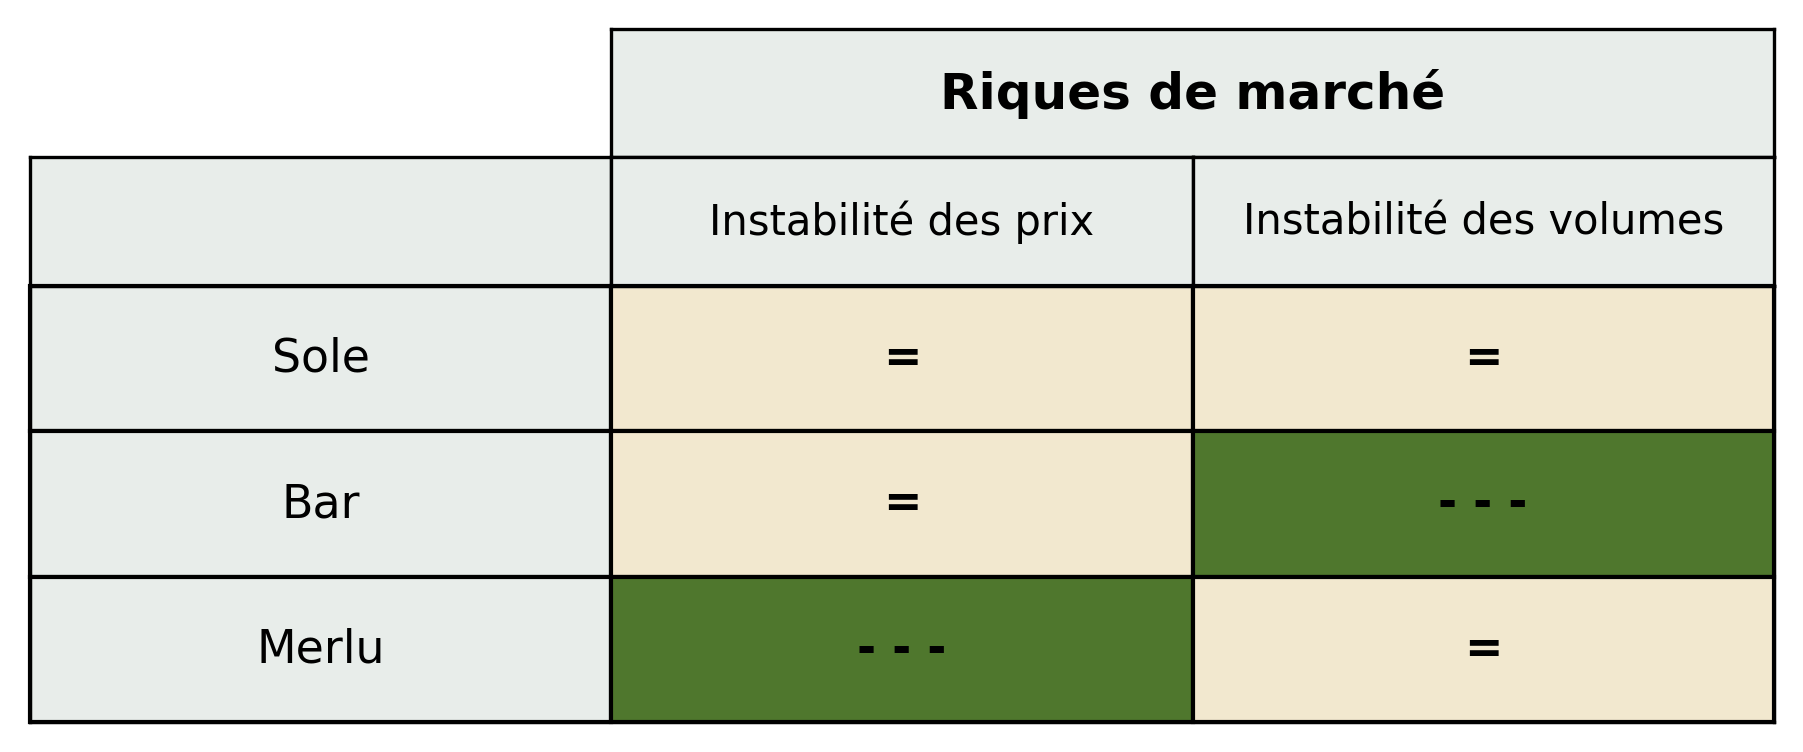 Riques de marché
Instabilité des prix Instabilité des volumes
Sole = =
Bar = - - -
Merlu - - - =